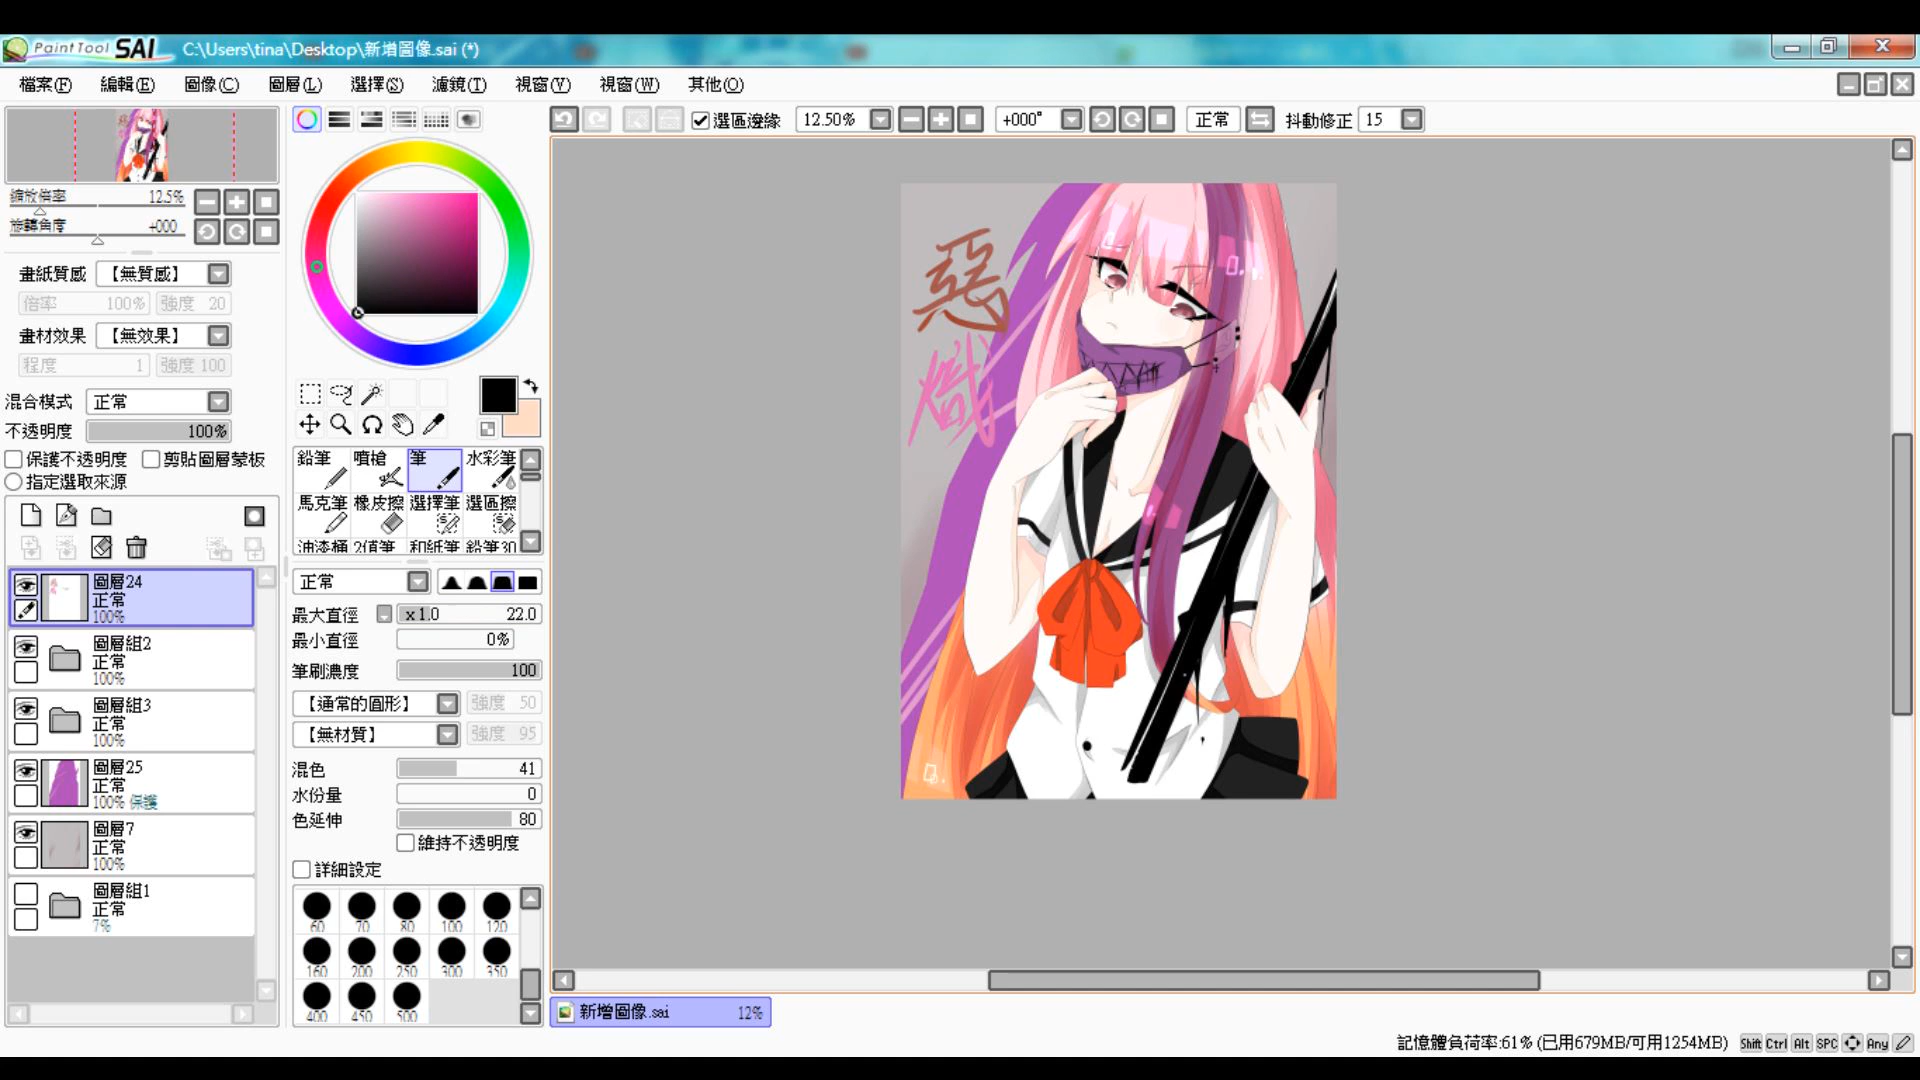 PaintTool SAI C:\Users\tina\Desktop\新增圖像.sai (*)
檔案(F) 編輯(E) 圖像(C) 圖層(L) 選擇(S) 濾鏡(T) 視窗(V) 視窗(W) 其他(O)
選區邊緣 12.50% +000° 正常 抖動修正 15
縮放倍率 12.5%
旋轉角度 +000
畫紙質感 【無質感】
倍率 100% 強度 20
畫材效果 【無效果】
程度 1 強度 100
混合模式 正常
不透明度 100%
保護不透明度 剪貼圖層蒙板
指定選取來源
圖層24
正常
100%
圖層組2
正常
100%
圖層組3
正常
100%
圖層25
正常
100% 保護
圖層7
正常
100%
圖層組1
正常
7%
鉛筆 噴槍 筆 水彩筆
馬克筆 橡皮擦 選擇筆 選區擦
油漆桶 2值筆 和紙筆 鉛筆30
正常
最大直徑 x1.0 22.0
最小直徑 0%
筆刷濃度 100
【通常的圓形】 強度 50
【無材質】 強度 95
混色 41
水份量 0
色延伸 80
維持不透明度
詳細設定
60 70 80 100 120
160 200 250 300 350
400 450 500
惡
熾
新增圖像.sai 12%
記憶體負荷率:61% (已用679MB/可用1254MB) Shift Ctrl Alt SPC Any